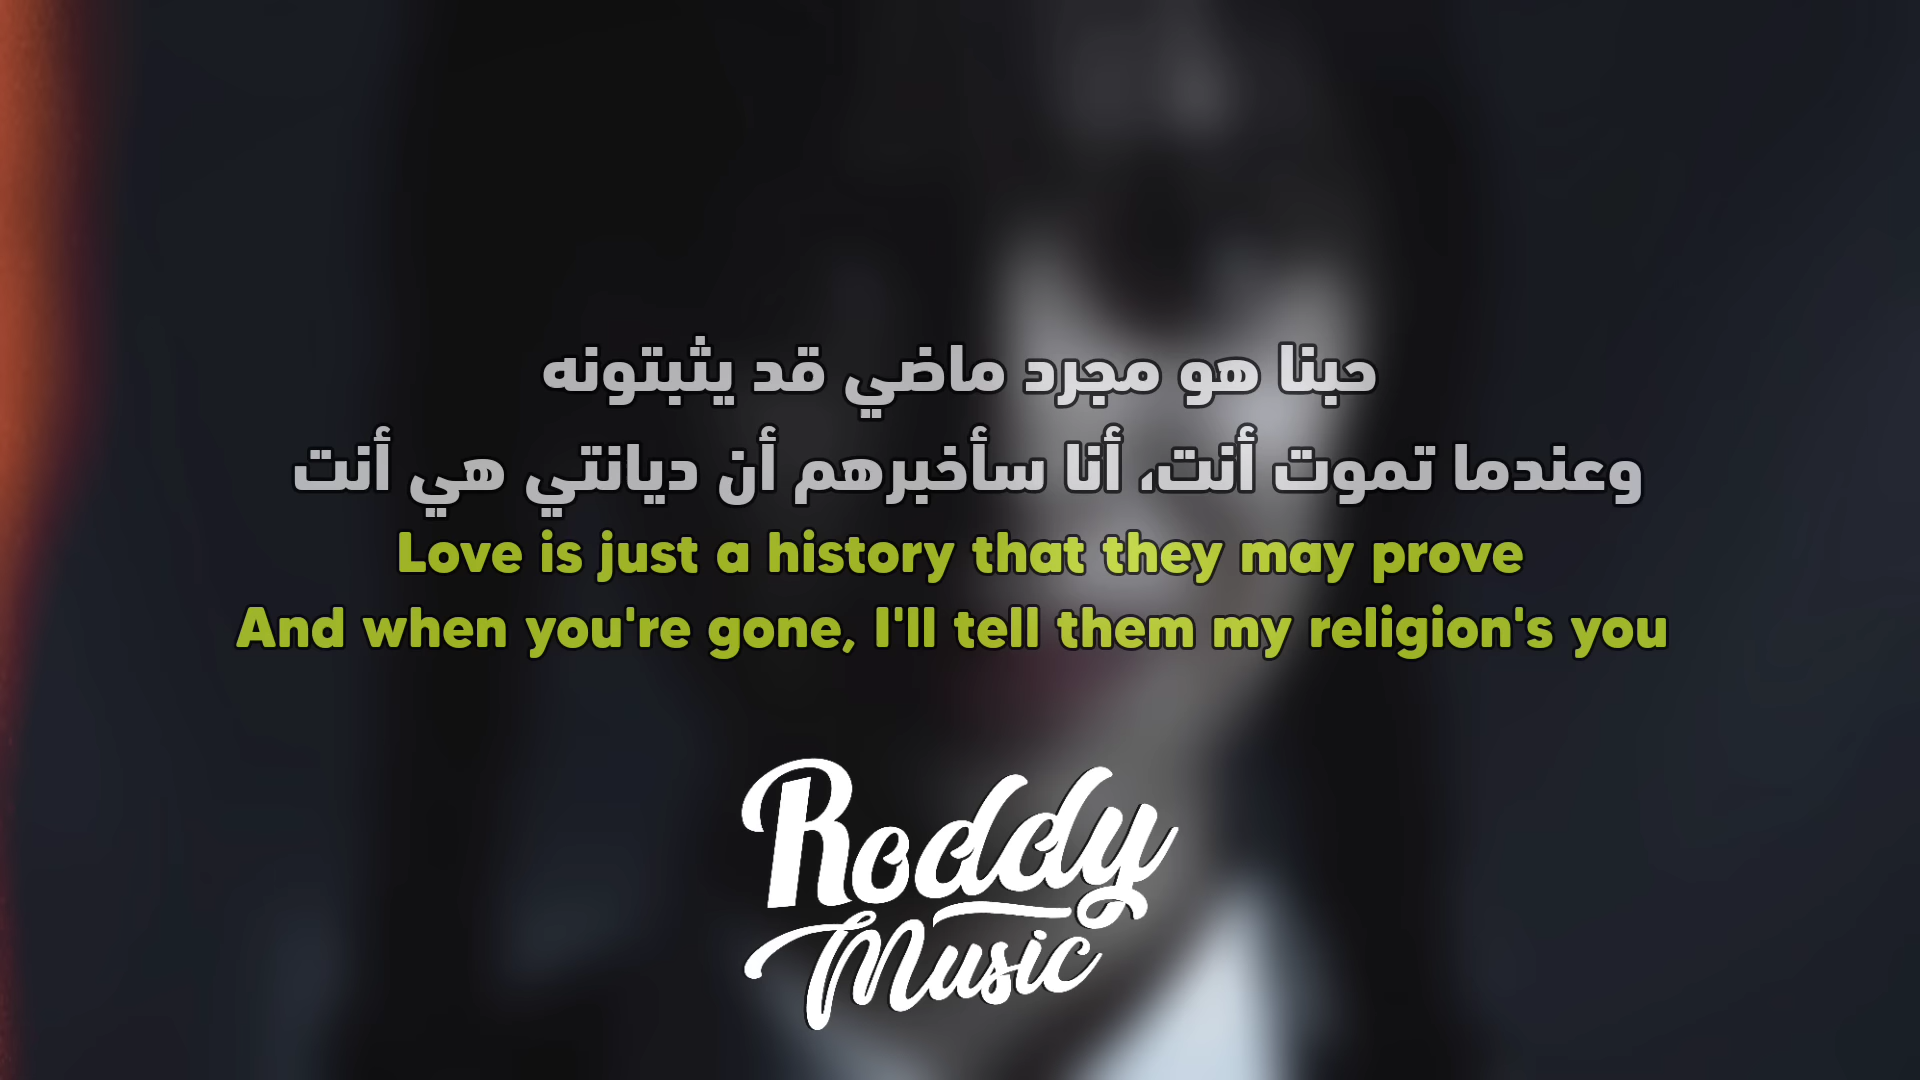 حبنا هو مجرد ماضي قد يثبتونه
وعندما تموت أنت، أنا سأخبرهم أن ديانتي هي أنت
Love is just a history that they may prove
And when you're gone, I'll tell them my religion's you
Roddy
Music